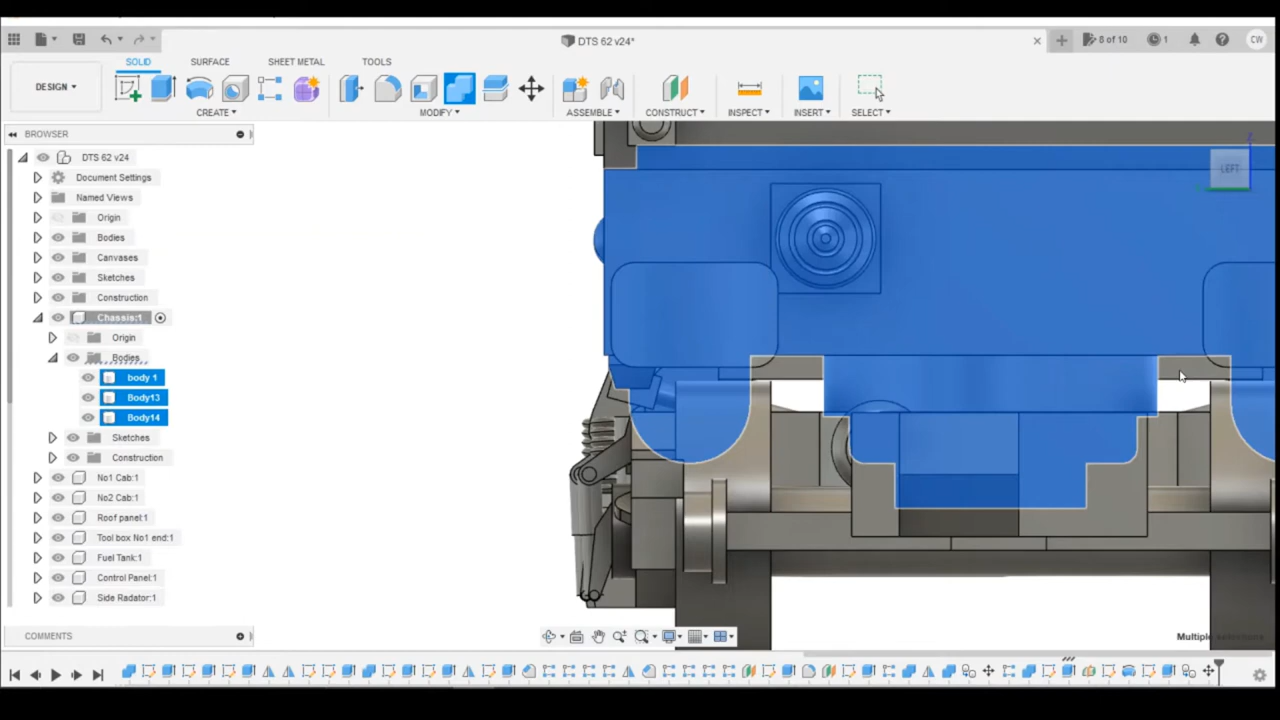 DTS 62 v24*
8 of 10
1
CW
DESIGN
SOLID
SURFACE
SHEET METAL
TOOLS
CREATE
MODIFY
ASSEMBLE
CONSTRUCT
INSPECT
INSERT
SELECT
BROWSER
DTS 62 v24
Document Settings
Named Views
Origin
Bodies
Canvases
Sketches
Construction
Chassis:1
Origin
Bodies
body 1
Body13
Body14
Sketches
Construction
No1 Cab:1
No2 Cab:1
Roof panel:1
Tool box No1 end:1
Fuel Tank:1
Control Panel:1
Side Radator:1
LEFT
Z
COMMENTS
Multiple selections